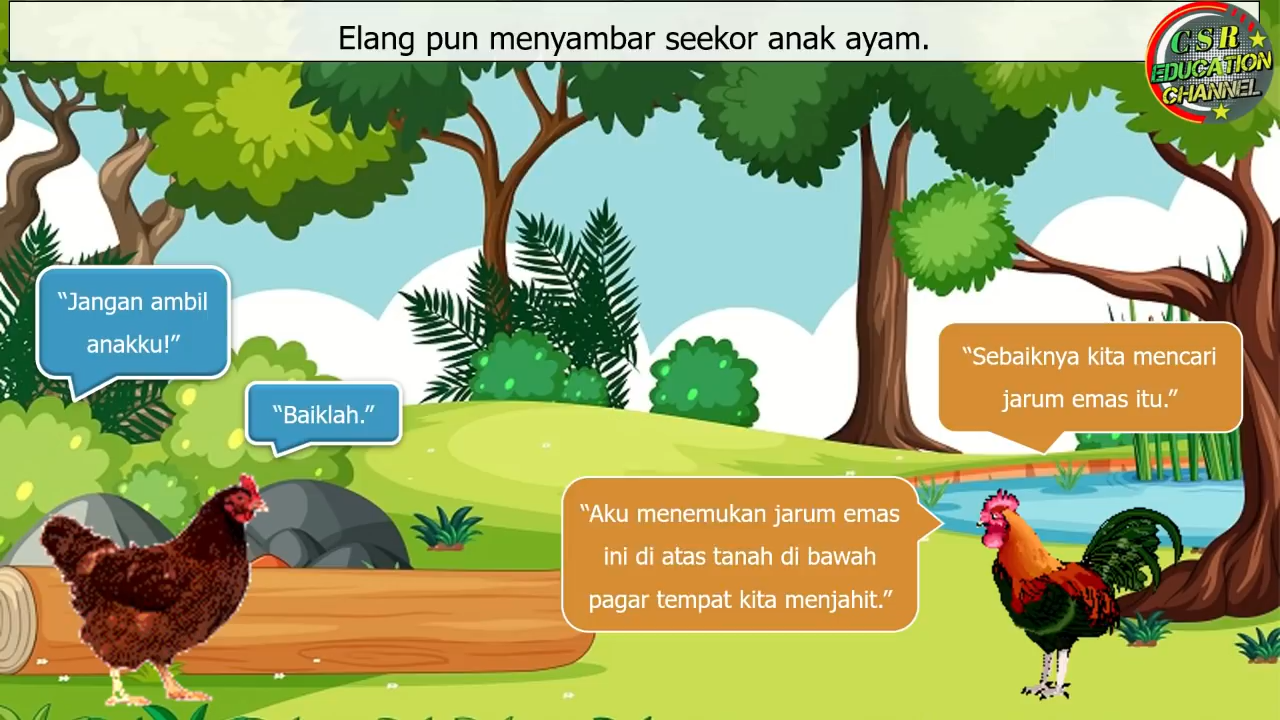 Elang pun menyambar seekor anak ayam.
CSR
EDUCATION
CHANNEL
“Jangan ambil
anakku!”
“Baiklah.”
“Sebaiknya kita mencari
jarum emas itu.”
“Aku menemukan jarum emas
ini di atas tanah di bawah
pagar tempat kita menjahit.”